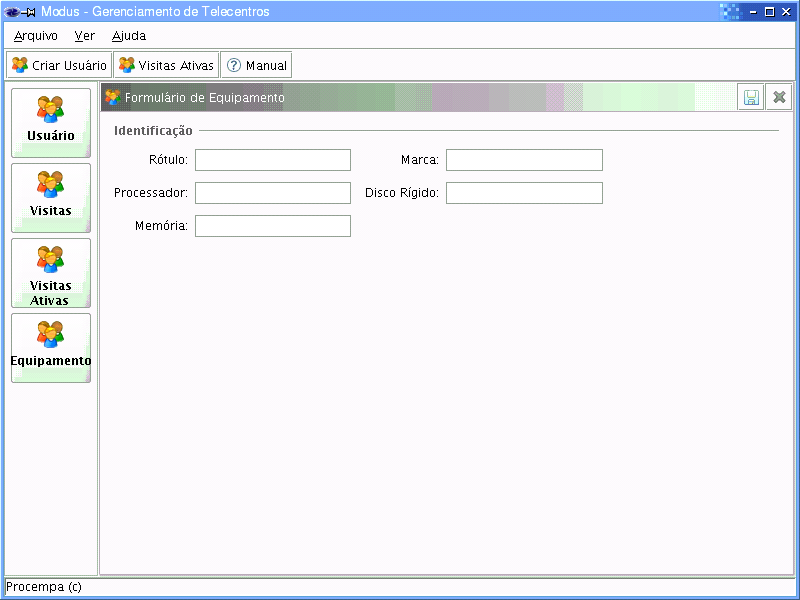 Modus - Gerenciamento de Telecentros
Arquivo Ver Ajuda
Criar Usuário Visitas Ativas ? Manual
Formulário de Equipamento
Usuário
Visitas
Visitas
Ativas
Equipamento
Identificação
Rótulo: Marca:
Processador: Disco Rígido:
Memória:
Procempa (c)